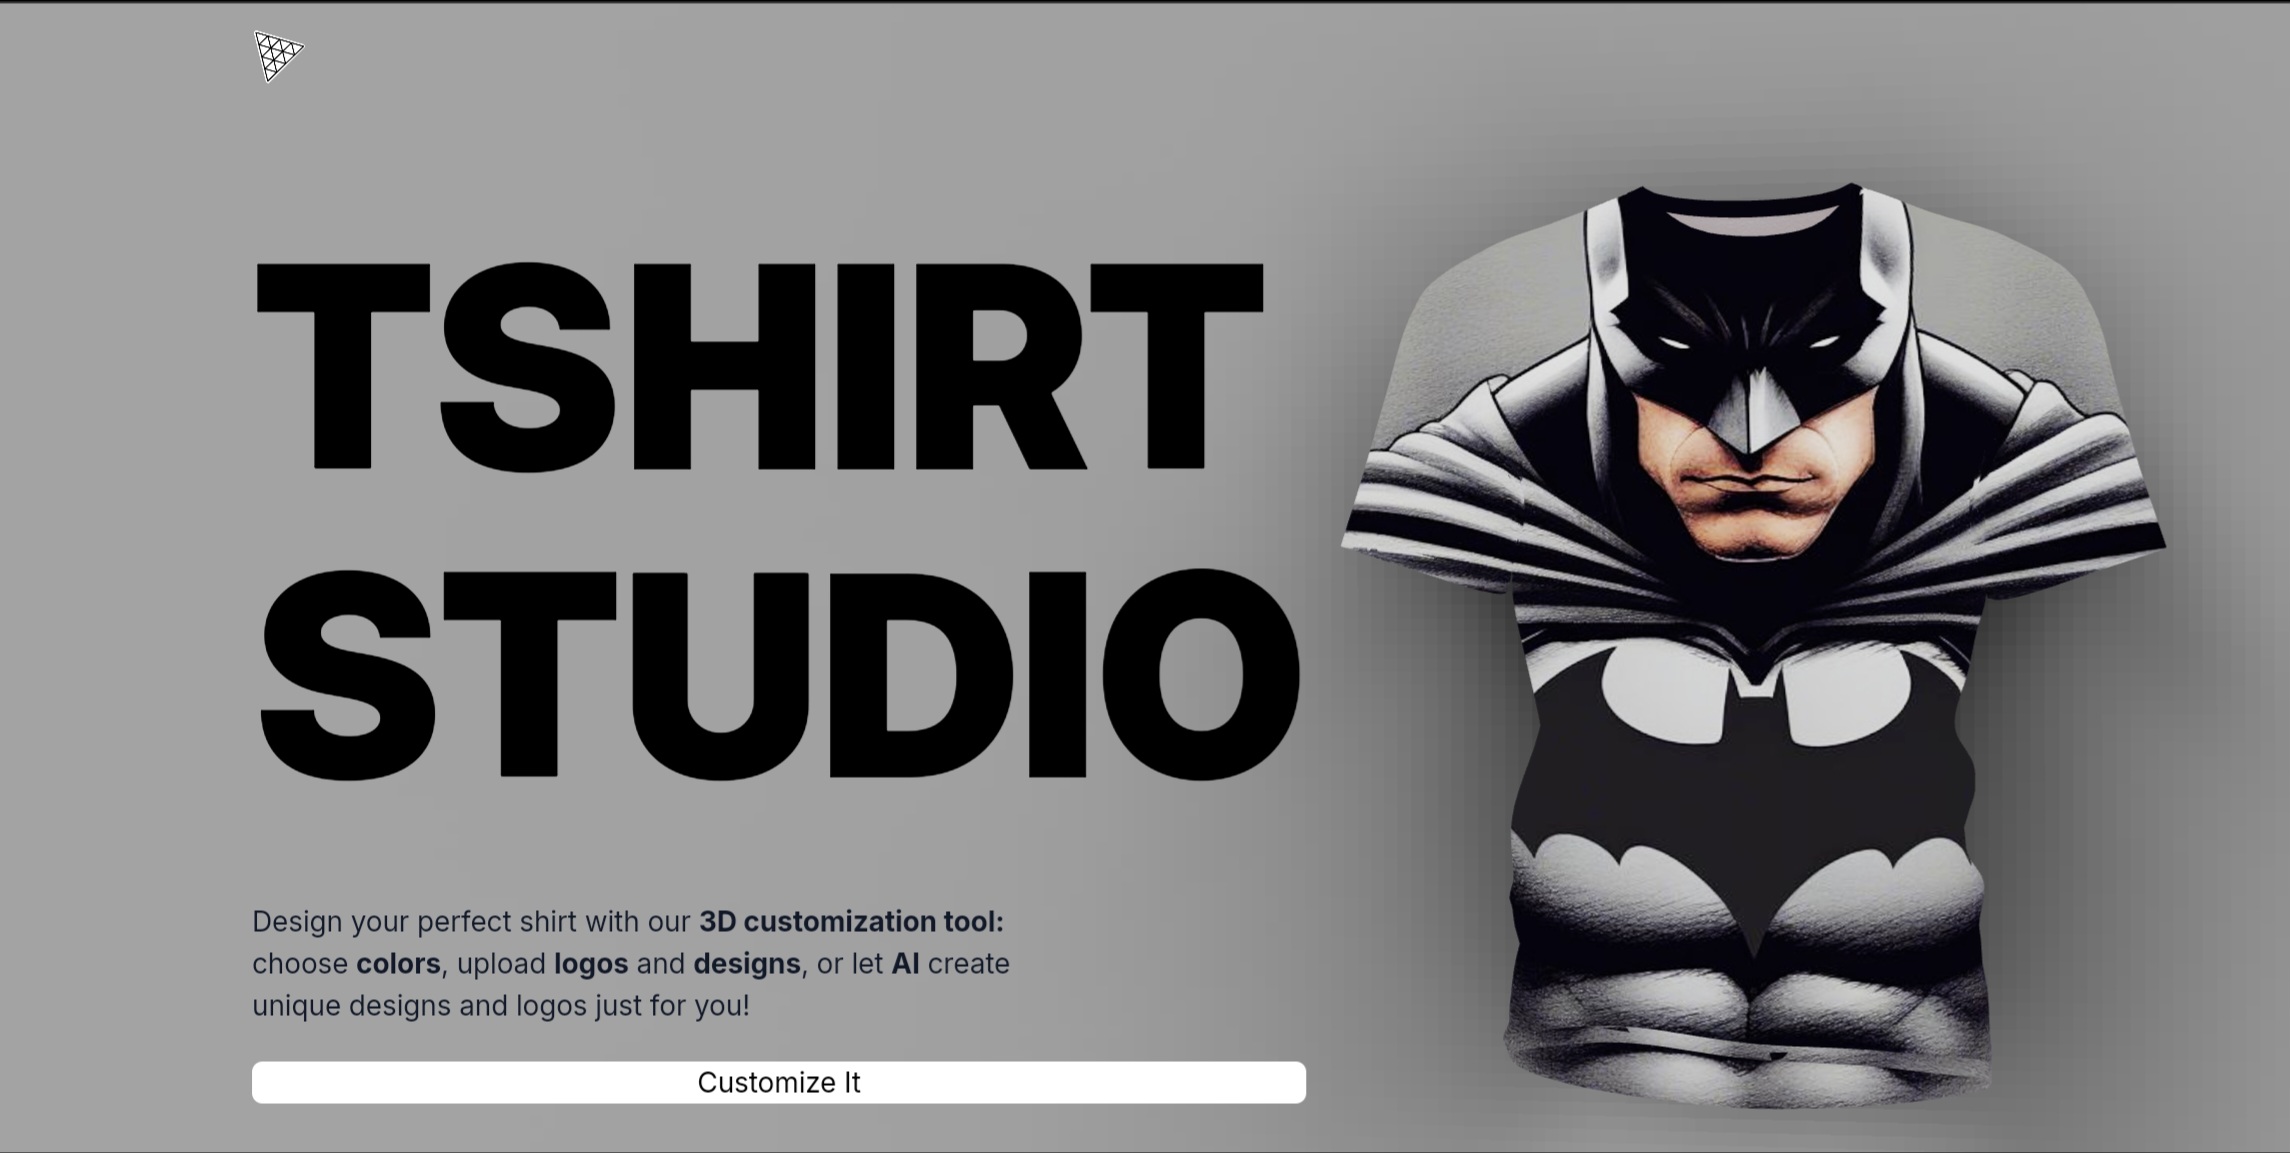 TSHIRT
STUDIO
Design your perfect shirt with our 3D customization tool:
choose colors, upload logos and designs, or let AI create
unique designs and logos just for you!
Customize It